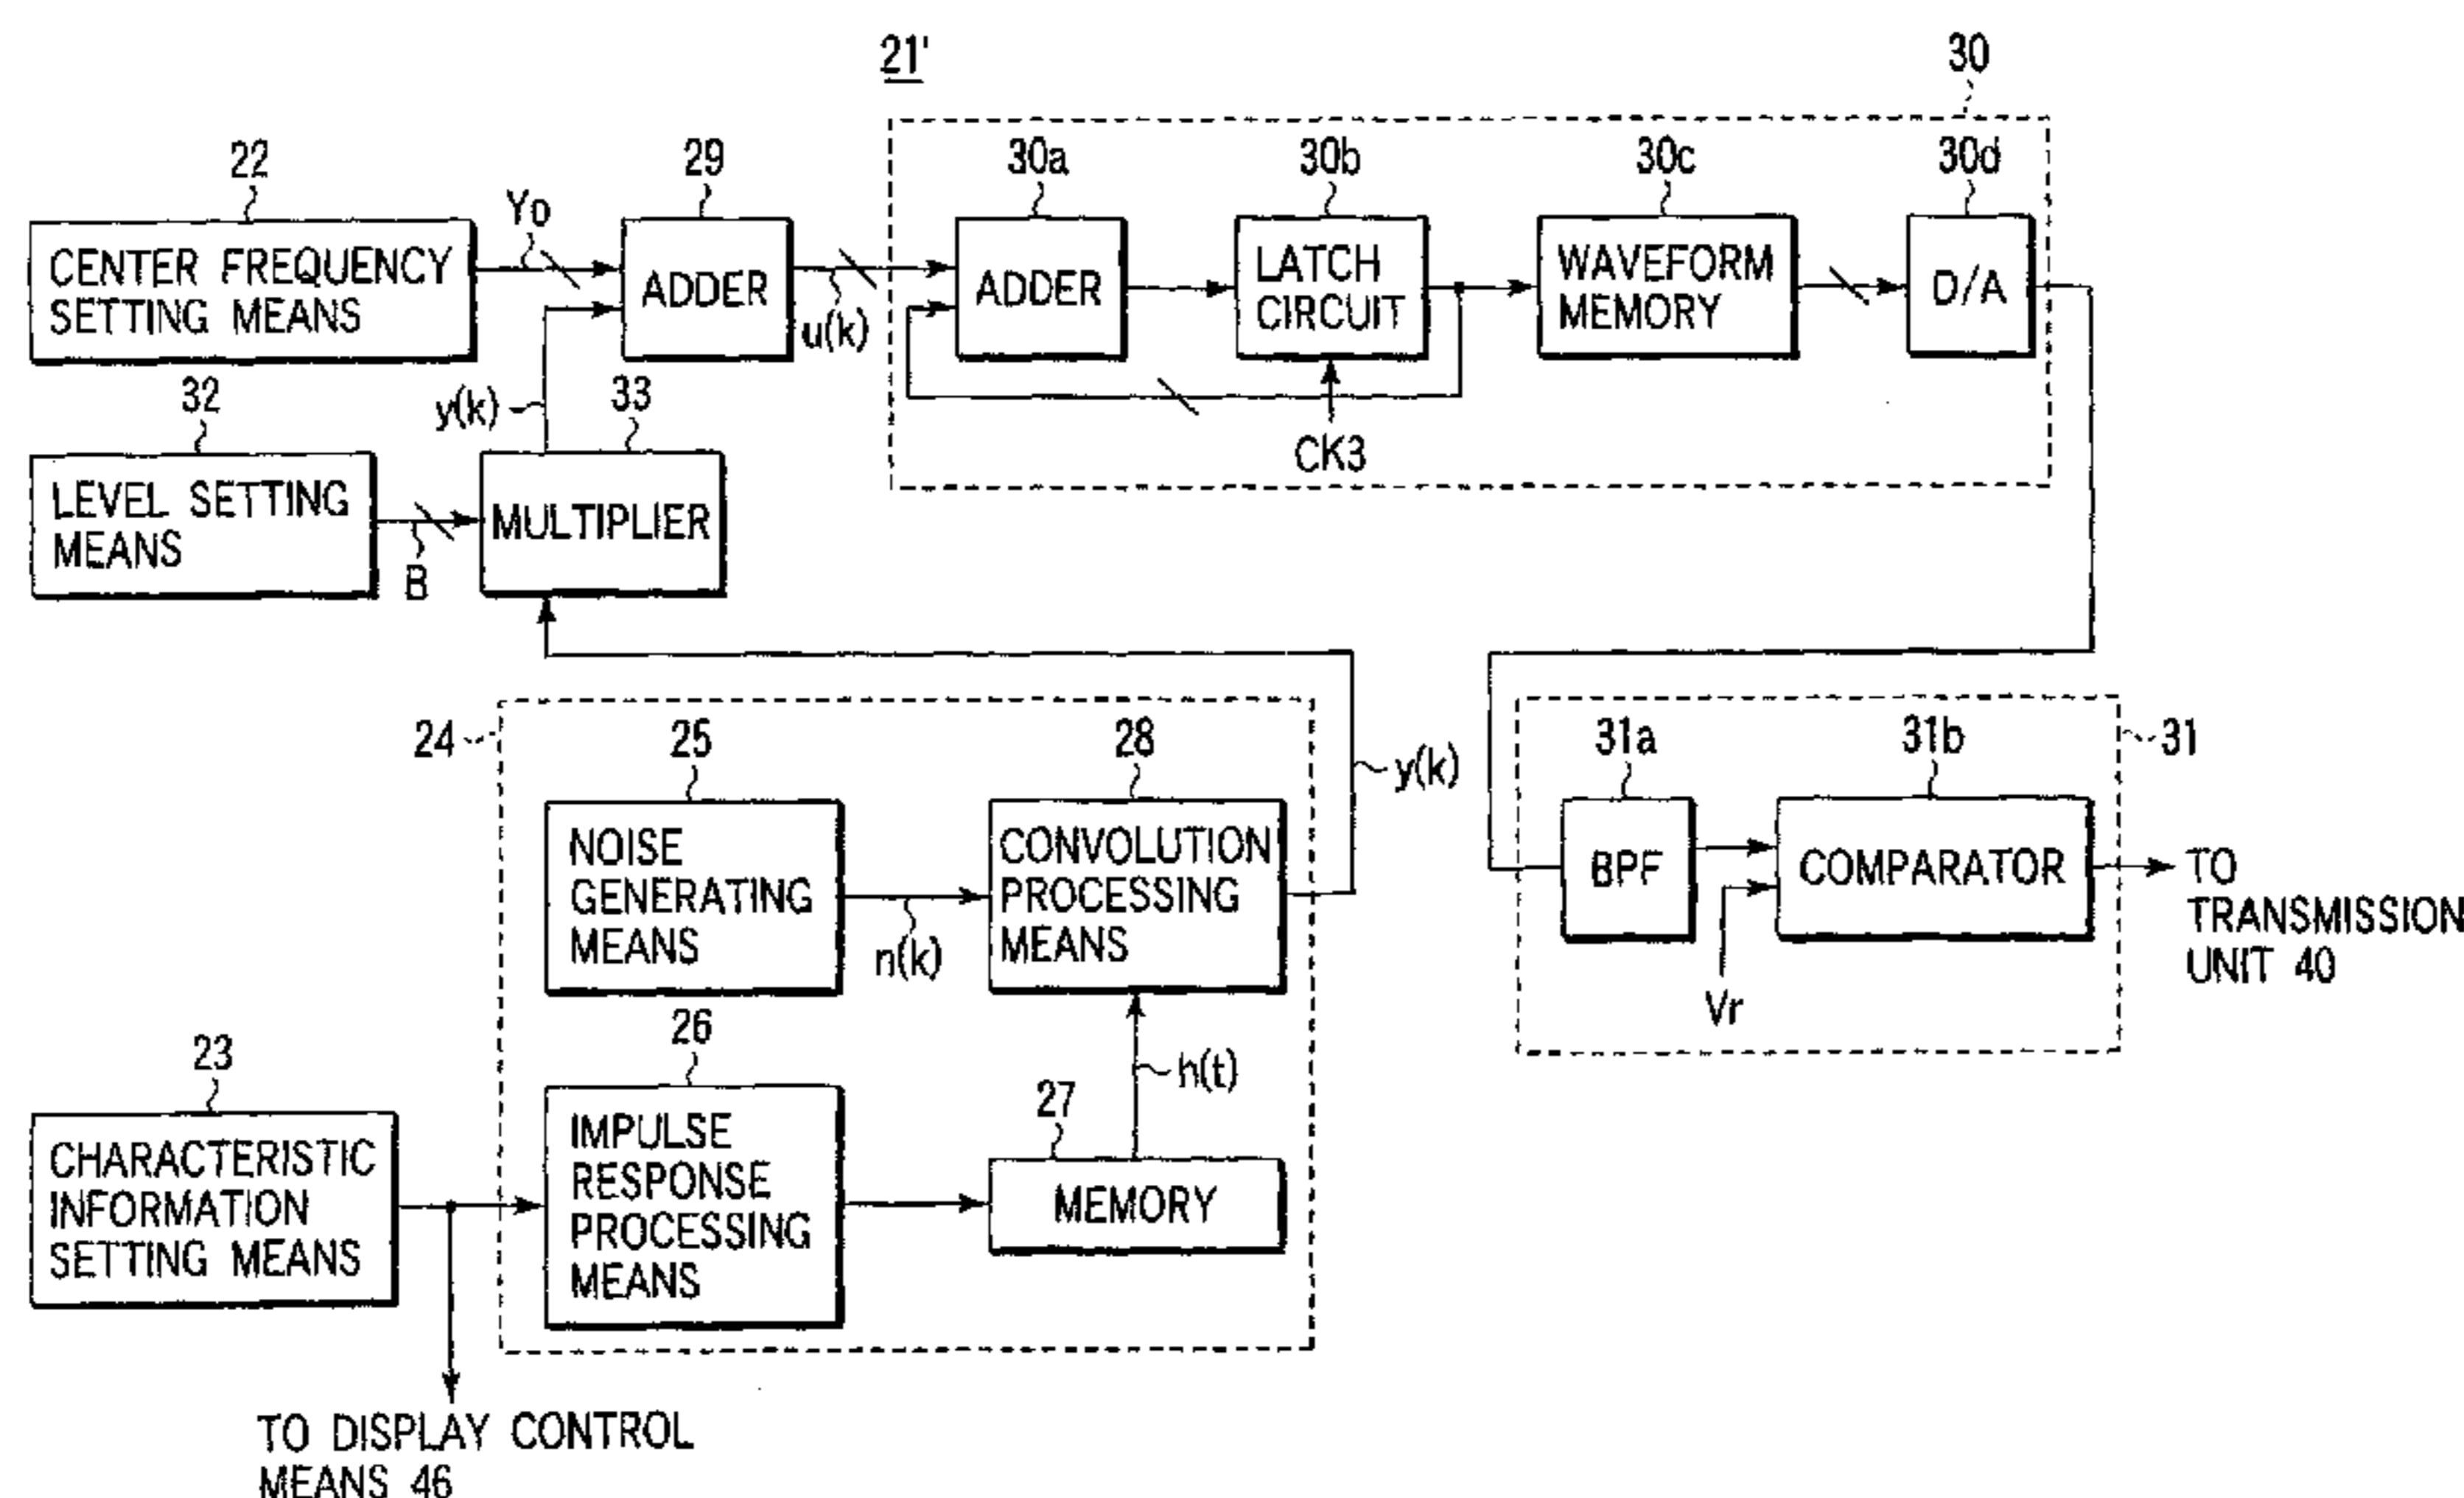 21'
30
22
29
30a
30b
30c
30d
CENTER FREQUENCY
SETTING MEANS
Yo
ADDER
u(k)
ADDER
LATCH
CIRCUIT
WAVEFORM
MEMORY
D/A
CK3
32
y(k)
33
LEVEL SETTING
MEANS
B
MULTIPLIER
24
25
28
y(k)
31a
31b
31
NOISE
GENERATING
MEANS
n(k)
CONVOLUTION
PROCESSING
MEANS
BPF
COMPARATOR
Vr
TO
TRANSMISSION
UNIT 40
23
26
27
h(t)
CHARACTERISTIC
INFORMATION
SETTING MEANS
IMPULSE
RESPONSE
PROCESSING
MEANS
MEMORY
TO DISPLAY CONTROL
MEANS 46